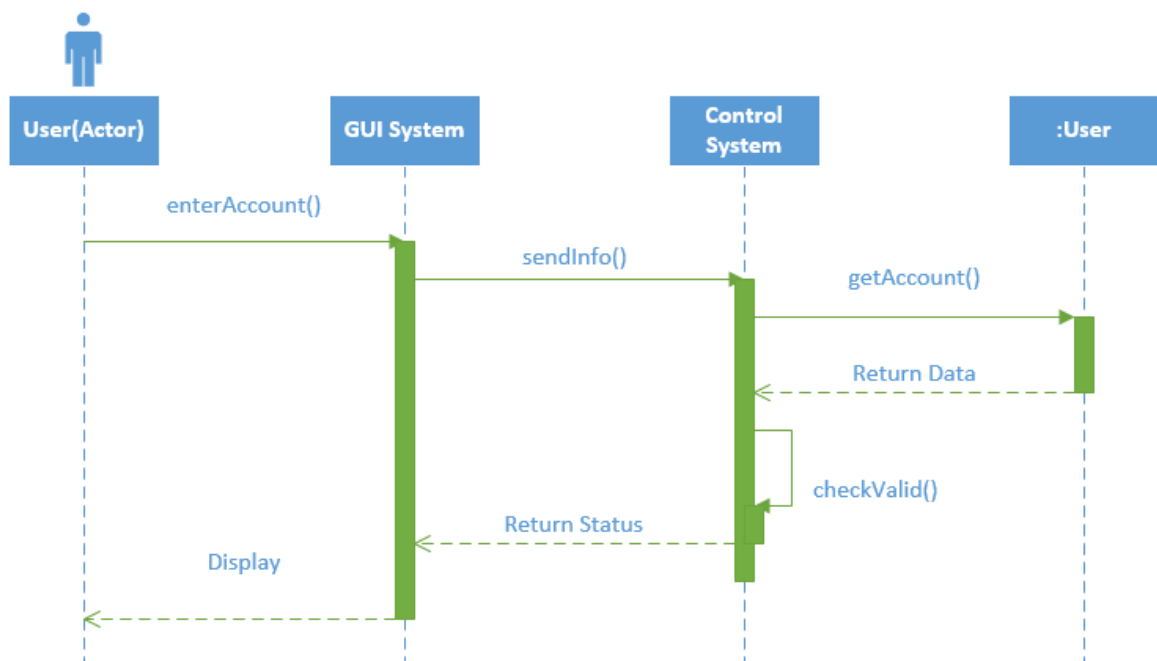 User(Actor)
GUI System
Control
System
:User
enterAccount()
sendInfo()
getAccount()
Return Data
checkValid()
Return Status
Display